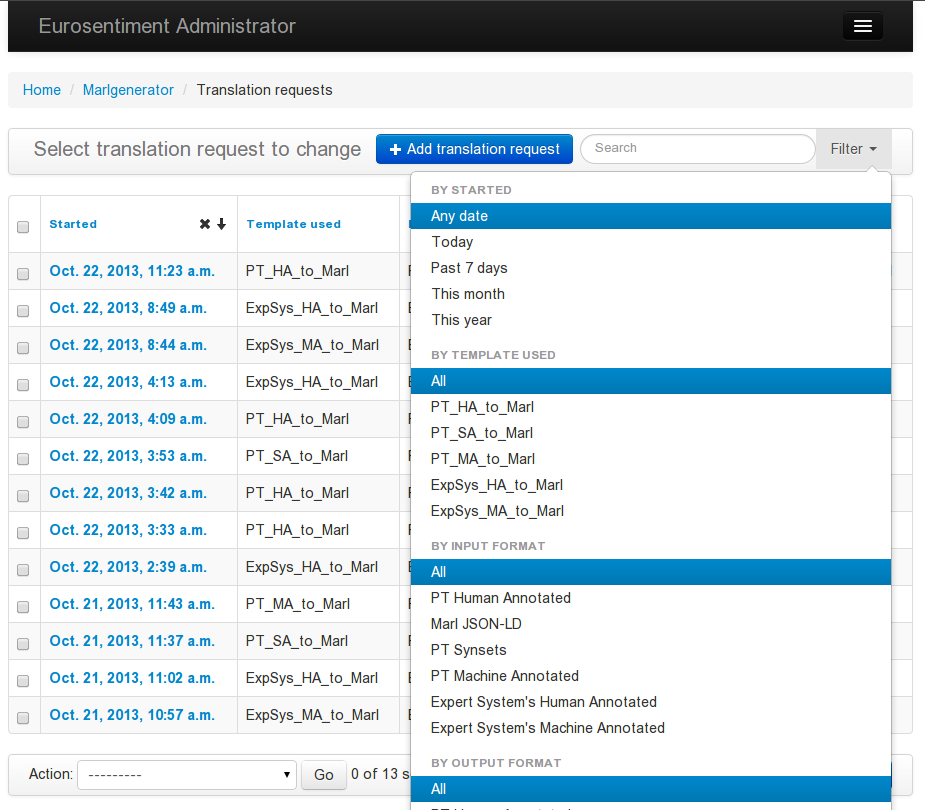 Eurosentiment Administrator
Home / Marlgenerator / Translation requests
Select translation request to change
Add translation request
Search
Filter
Started
Template used
Oct. 22, 2013, 11:23 a.m. PT_HA_to_Marl
Oct. 22, 2013, 8:49 a.m. ExpSys_HA_to_Marl
Oct. 22, 2013, 8:44 a.m. ExpSys_MA_to_Marl
Oct. 22, 2013, 4:13 a.m. ExpSys_HA_to_Marl
Oct. 22, 2013, 4:09 a.m. PT_HA_to_Marl
Oct. 22, 2013, 3:53 a.m. PT_SA_to_Marl
Oct. 22, 2013, 3:42 a.m. PT_HA_to_Marl
Oct. 22, 2013, 3:33 a.m. PT_HA_to_Marl
Oct. 22, 2013, 2:39 a.m. ExpSys_HA_to_Marl
Oct. 21, 2013, 11:43 a.m. PT_MA_to_Marl
Oct. 21, 2013, 11:37 a.m. PT_SA_to_Marl
Oct. 21, 2013, 11:02 a.m. ExpSys_HA_to_Marl
Oct. 21, 2013, 10:57 a.m. ExpSys_MA_to_Marl
BY STARTED
Any date
Today
Past 7 days
This month
This year
BY TEMPLATE USED
All
PT_HA_to_Marl
PT_SA_to_Marl
PT_MA_to_Marl
ExpSys_HA_to_Marl
ExpSys_MA_to_Marl
BY INPUT FORMAT
All
PT Human Annotated
Marl JSON-LD
PT Synsets
PT Machine Annotated
Expert System's Human Annotated
Expert System's Machine Annotated
BY OUTPUT FORMAT
All
Action: --------- Go 0 of 13